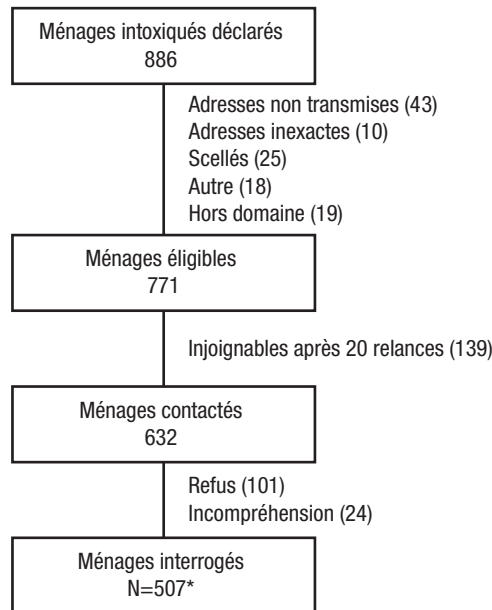 Ménages intoxiqués déclarés
886
Adresses non transmises (43)
Adresses inexactes (10)
Scellés (25)
Autre (18)
Hors domaine (19)
Ménages éligibles
771
Injoignables après 20 relances (139)
Ménages contactés
632
Refus (101)
Incompréhension (24)
Ménages interrogés
N=507*